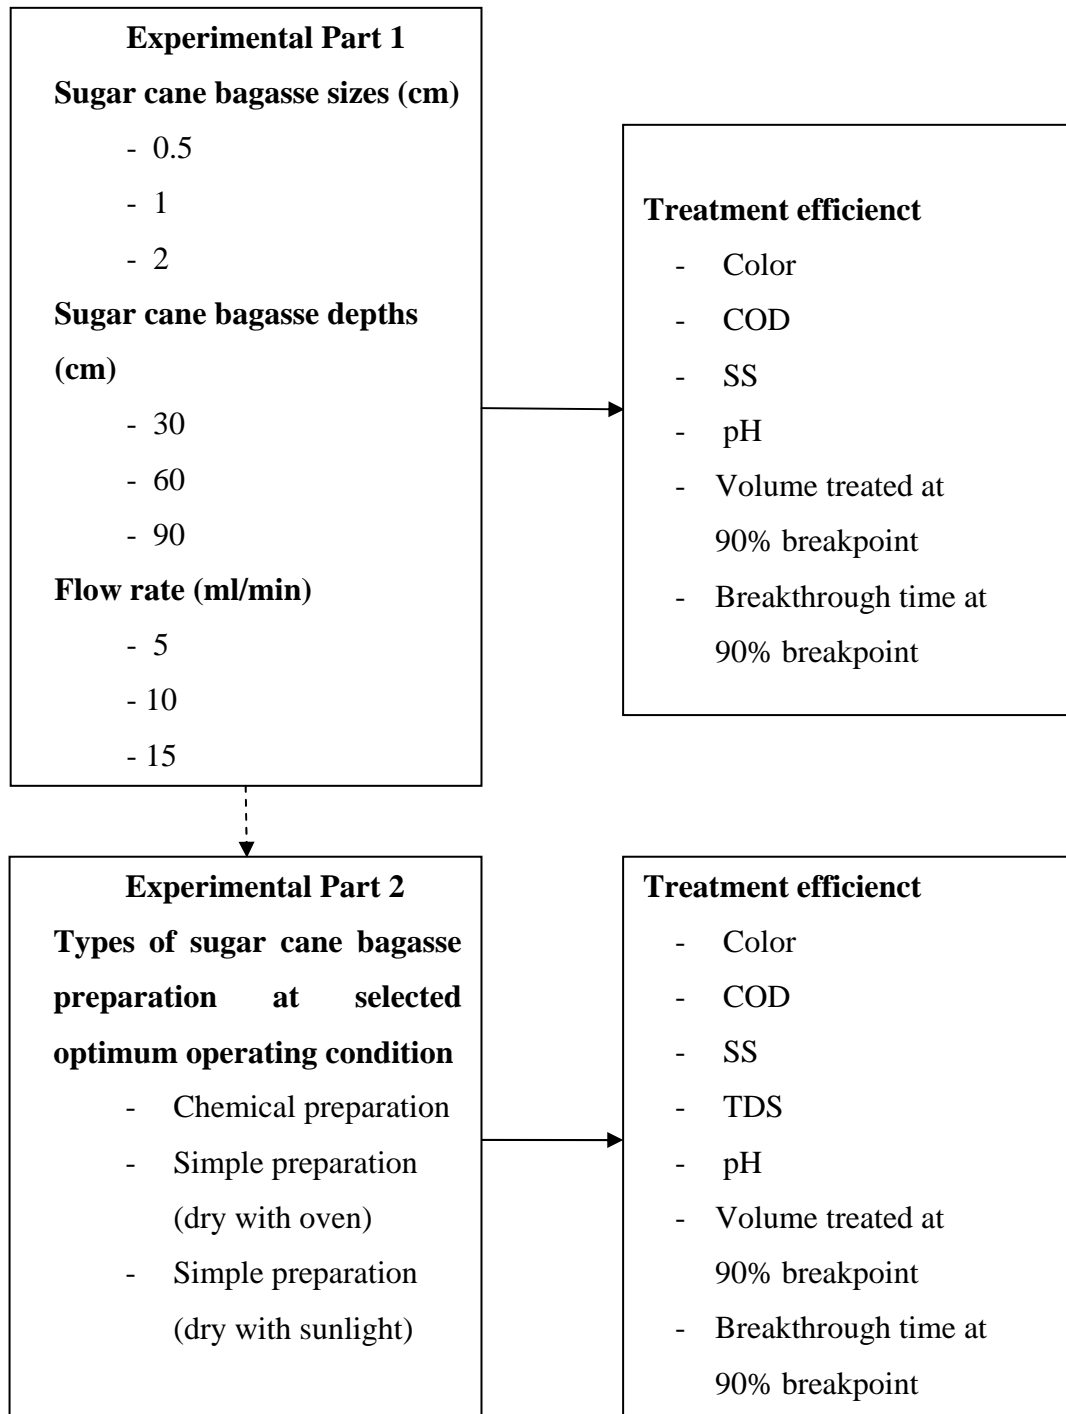 Experimental Part 1
Sugar cane bagasse sizes (cm)
- 0.5
- 1
- 2
Sugar cane bagasse depths
(cm)
- 30
- 60
- 90
Flow rate (ml/min)
- 5
- 10
- 15
Treatment efficienct
- Color
- COD
- SS
- pH
- Volume treated at
90% breakpoint
- Breakthrough time at
90% breakpoint
Experimental Part 2
Types of sugar cane bagasse
preparation at selected
optimum operating condition
- Chemical preparation
- Simple preparation
(dry with oven)
- Simple preparation
(dry with sunlight)
Treatment efficienct
- Color
- COD
- SS
- TDS
- pH
- Volume treated at
90% breakpoint
- Breakthrough time at
90% breakpoint